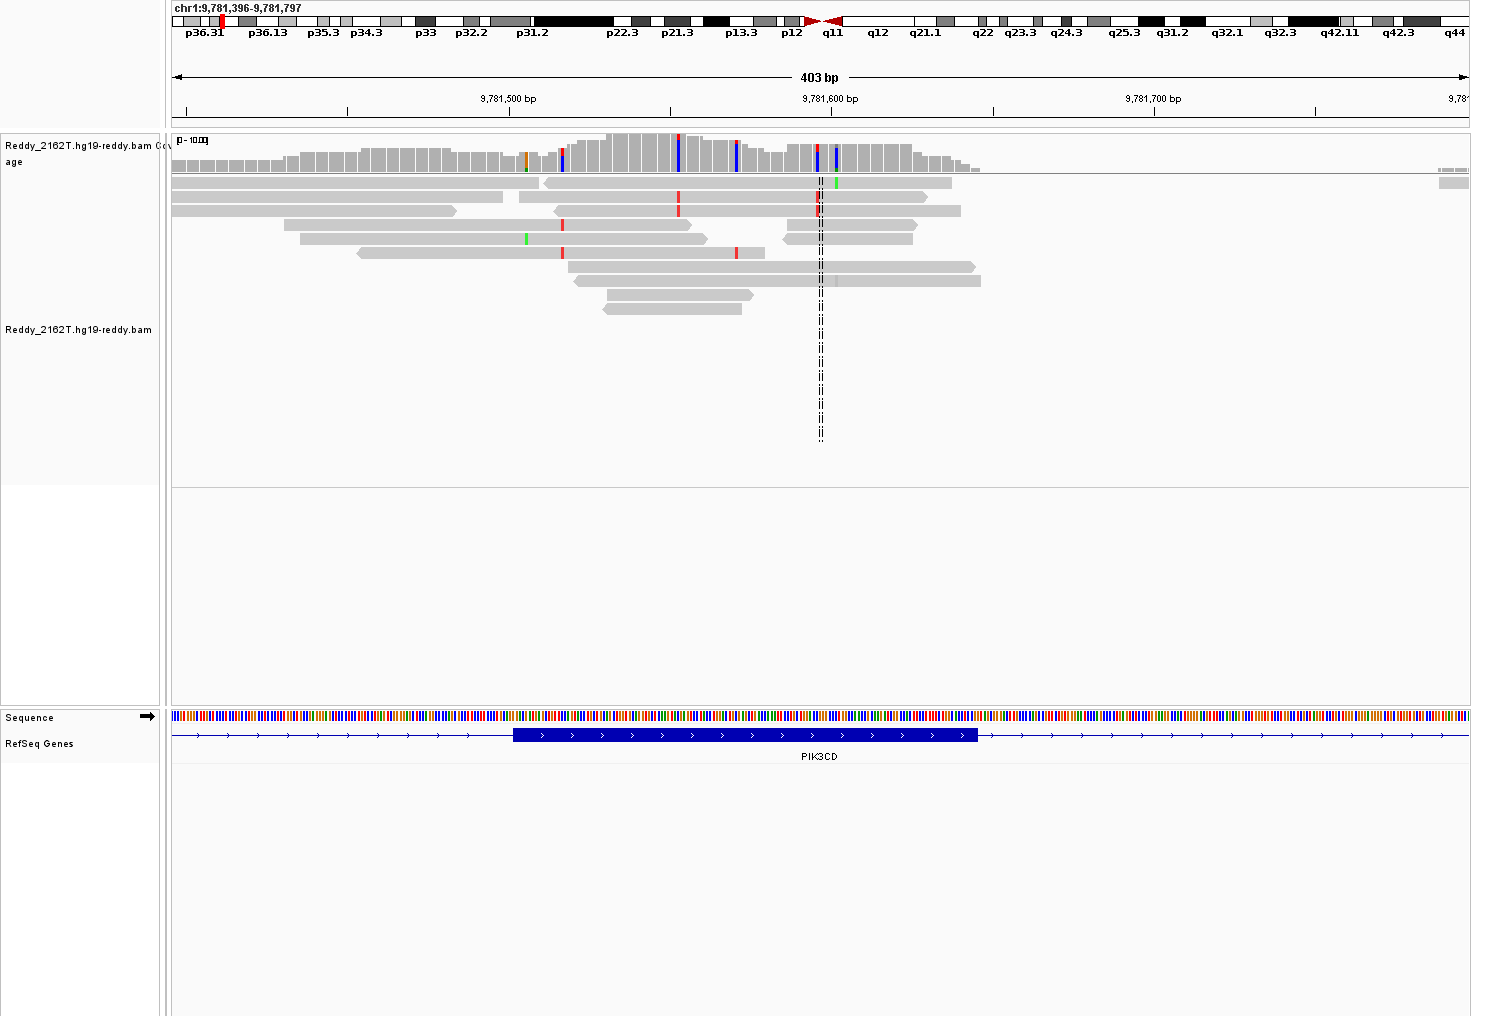 chr1:9,781,396-9,781,797
p36.31 p36.13 p35.3 p34.3 p33 p32.2 p31.2 p22.3 p21.3 p13.3 p12 q11 q12 q21.1 q22 q23.3 q24.3 q25.3 q31.2 q32.1 q32.3 q42.11 q42.3 q44
403 bp
9,781,500 bp 9,781,600 bp 9,781,700 bp 9,781
Reddy_2162T.hg19-reddy.bam Cov
age
[0 - 10.00]
Reddy_2162T.hg19-reddy.bam
Sequence
RefSeq Genes
PIK3CD